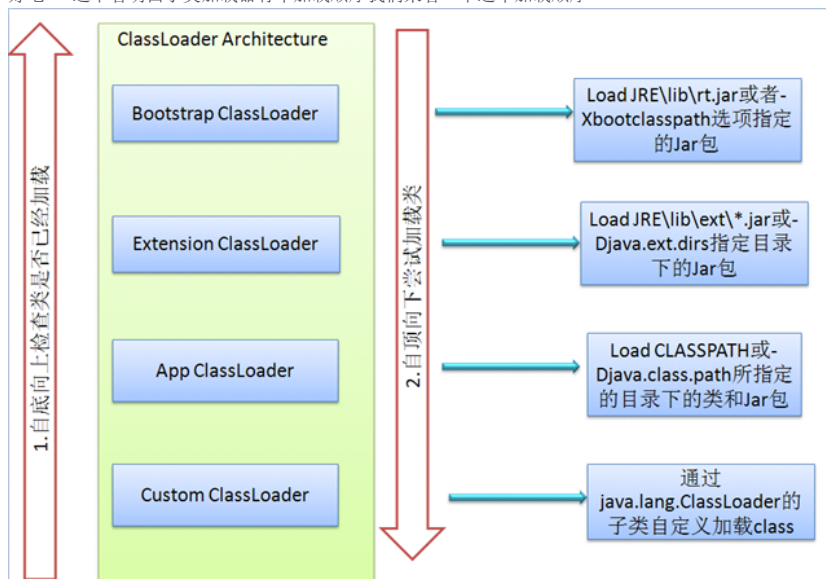 ClassLoader Architecture
Bootstrap ClassLoader
Extension ClassLoader
App ClassLoader
Custom ClassLoader
1.自底向上检查类是否已经加载
2.自顶向下尝试加载类
Load JRE\lib\rt.jar或者-
Xbootclasspath选项指定
的Jar包
Load JRE\lib\ext\*.jar或-
Djava.ext.dirs指定目录
下的Jar包
Load CLASSPATH或-
Djava.class.path所指定
的目录下的类和Jar包
通过
java.lang.ClassLoader的
子类自定义加载class